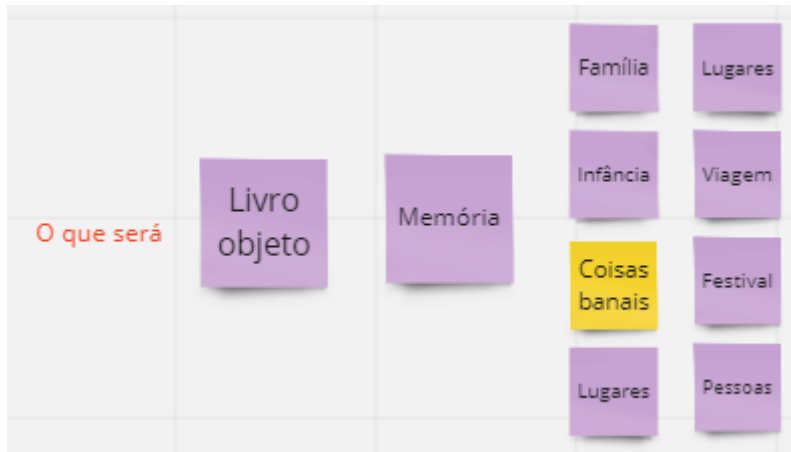 O que será
Livro
objeto
Memória
Família
Lugares
Infância
Viagem
Coisas
banais
Festival
Lugares
Pessoas